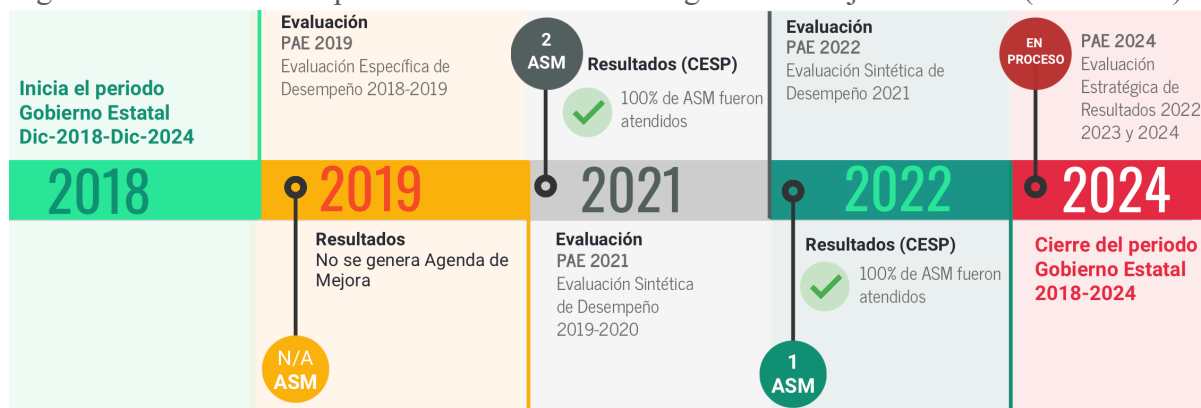 Inicia el periodo
Gobierno Estatal
Dic-2018-Dic-2024
2018
Evaluación
PAE 2019
Evaluación Específica de
Desempeño 2018-2019
2019
Resultados
No se genera Agenda de
Mejora
N/A
ASM
2
ASM
Resultados (CESP)
100% de ASM fueron
atendidos
2021
Evaluación
PAE 2021
Evaluación Sintética
de Desempeño
2019-2020
Evaluación
PAE 2022
Evaluación Sintética de
Desempeño 2021
2022
Resultados (CESP)
100% de ASM fueron
atendidos
1
ASM
EN
PROCESO
PAE 2024
Evaluación
Estratégica de
Resultados 2022
2023 y 2024
2024
Cierre del periodo
Gobierno Estatal
2018-2024